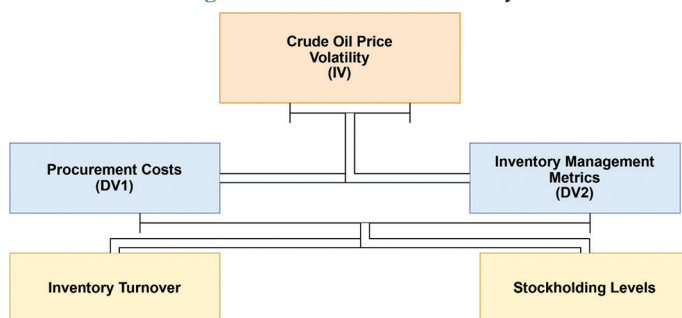 Crude Oil Price
Volatility
(IV)
Procurement Costs
(DV1)
Inventory Management
Metrics
(DV2)
Inventory Turnover
Stockholding Levels